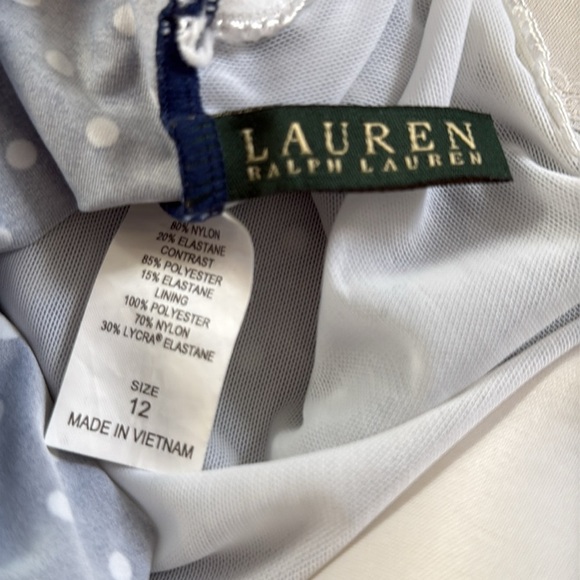 LAUREN
RALPH LAUREN
80% NYLON
20% ELASTANE
CONTRAST
85% POLYESTER
15% ELASTANE
LINING
100% POLYESTER
70% NYLON
30% LYCRA® ELASTANE
SIZE
12
MADE IN VIETNAM